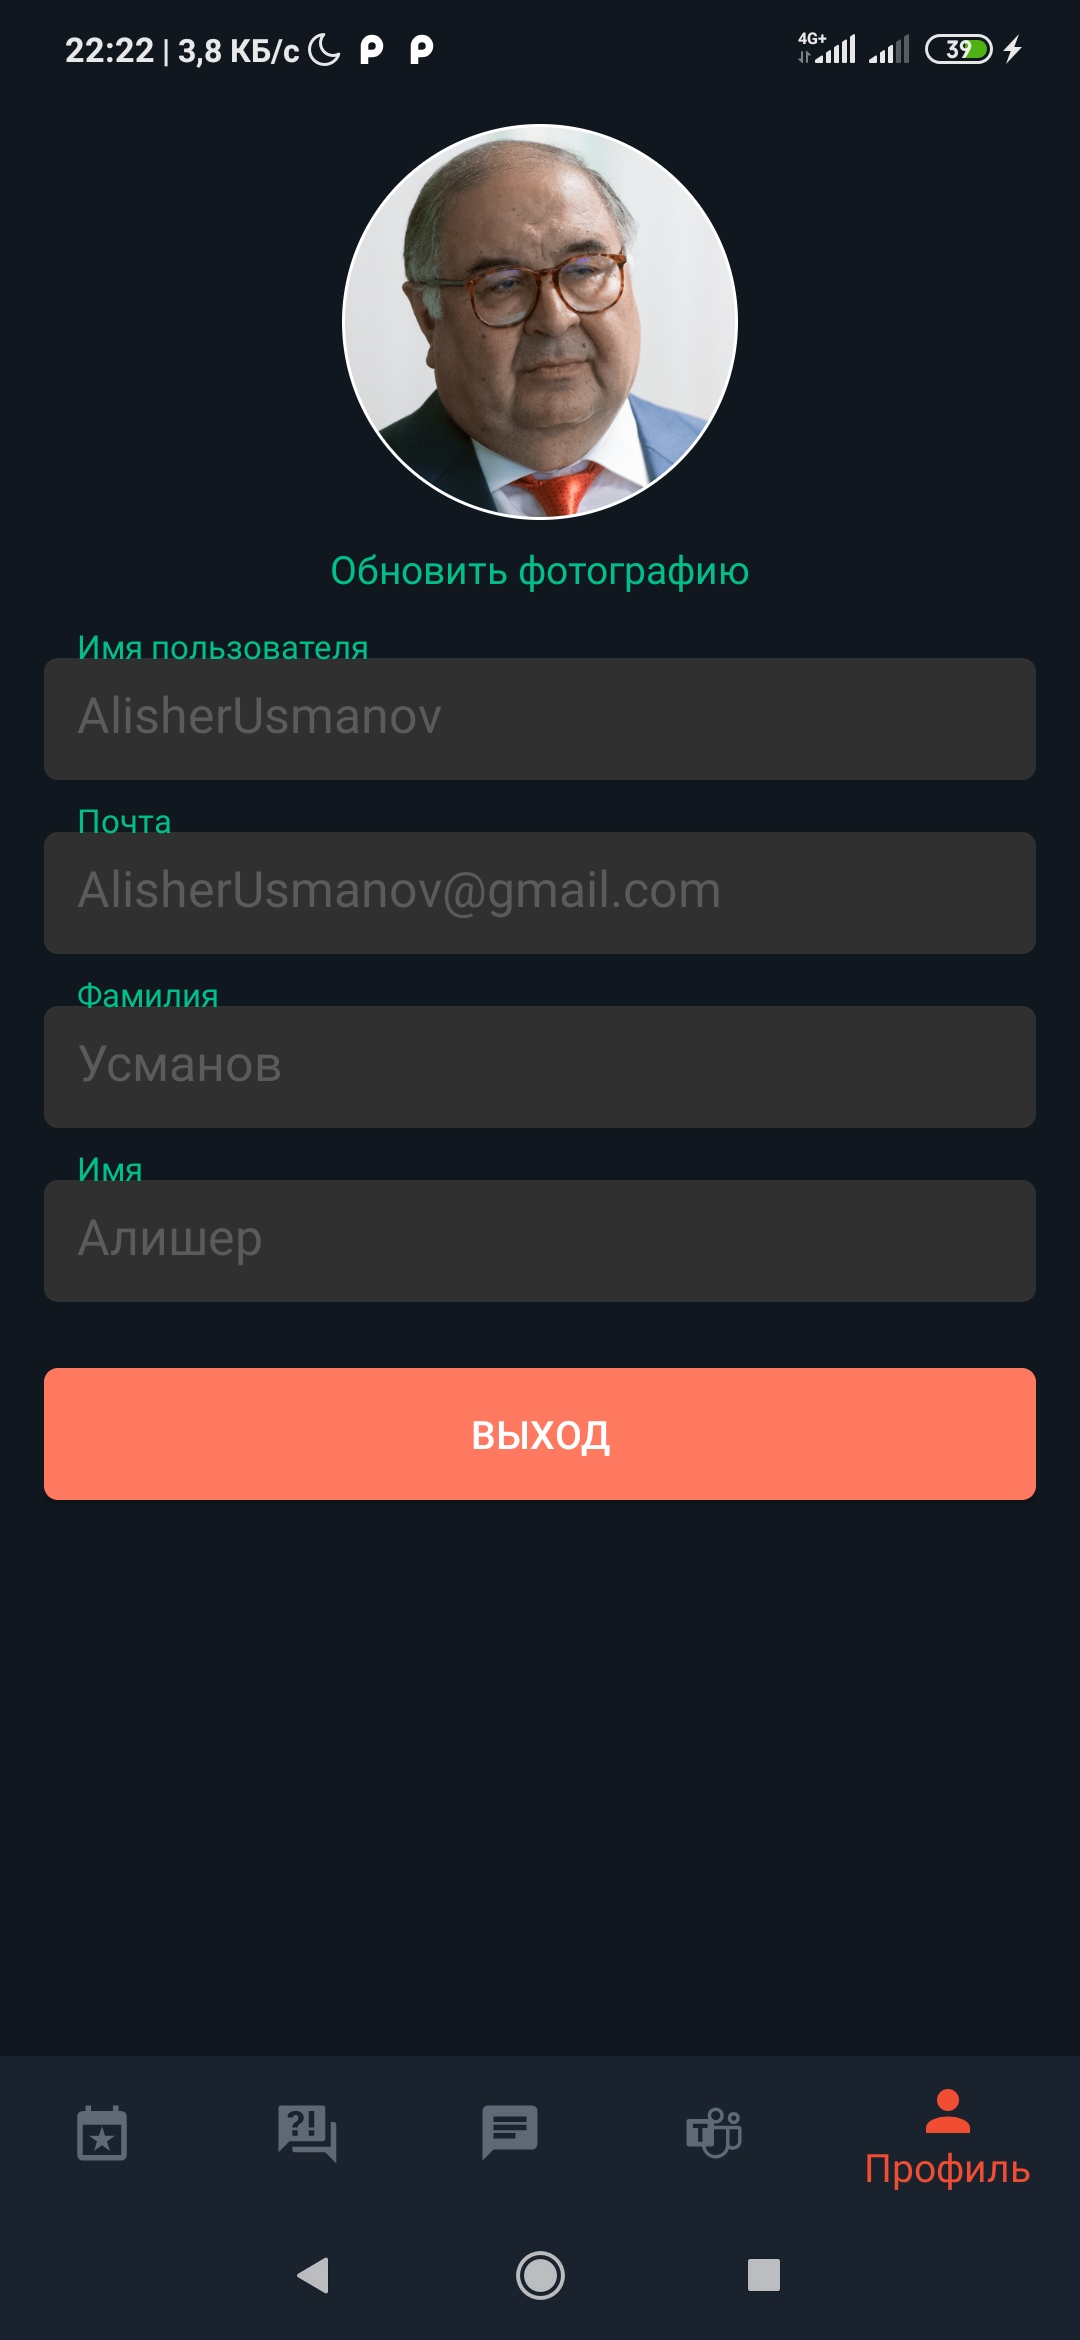 22:22 | 3,8 КБ/с
4G+
39
Обновить фотографию
Имя пользователя
AlisherUsmanov
Почта
AlisherUsmanov@gmail.com
Фамилия
Усманов
Имя
Алишер
ВЫХОД
?!
T
Профиль